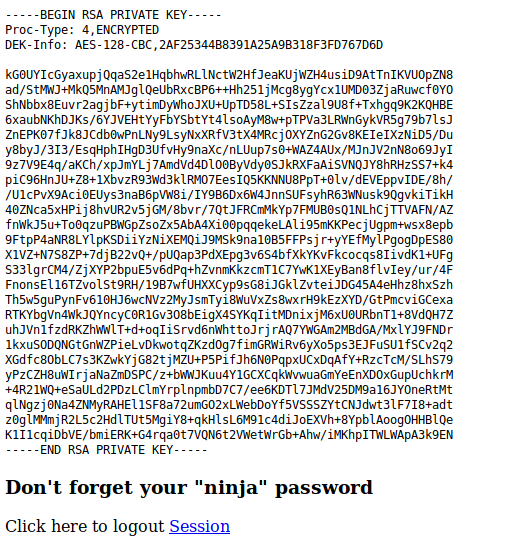 -----BEGIN RSA PRIVATE KEY-----
Proc-Type: 4,ENCRYPTED
DEK-Info: AES-128-CBC,2AF25344B8391A25A9B318F3FD767D6D

kG0UYIcGyaxupjQqaS2e1HqbhwRLlNctW2HfJeaKUjWZH4usiD9AtTnIKVUOpZN8
ad/StMWJ+MkQ5MnAMJglQeUbRxcBP6++Hh251jMcg8ygYcx1UMD03ZjaRuwcf0YO
ShNbbx8Euvr2agjbF+ytimDyWhoJXU+UpTD58L+SIsZzal9U8f+Txhgq9K2KQHBE
6xaubNKhDJKs/6YJVEHtYyFbYSbtYt4lsoAyM8w+pTPVa3LRWnGykVR5g79b7lsJ
ZnEPK07fJk8JCdb0wPnLNy9LsyNxXRfV3tX4MRcjOXYZnG2Gv8KEIeIXzNiD5/Du
y8byJ/3I3/EsqHphIHgD3UfvHy9naXc/nLUup7s0+WAZ4AUx/MJnJV2nN8o69JyI
9z7V9E4q/aKCh/xpJmYLj7AmdVd4DlO0ByVdy0SJkRXFaAiSVNQJY8hRHzSS7+k4
piC96HnJU+Z8+1XbvzR93Wd3klRMO7EesIQ5KKNNU8PpT+0lv/dEVEppvIDE/8h/
/U1cPvX9Aci0EUys3naB6pVW8i/IY9B6Dx6W4JnnSUFsyhR63WNusk9QgvkiTikH
40ZNca5xHPij8hvUR2v5jGM/8bvr/7QtJFRCmMkYp7FMUB0sQ1NLhCjTTVAFN/AZ
fnWkJ5u+To0qzuPBWGpZsoZx5AbA4Xi00pqqekeLAli95mKKPecjUgpm+wsx8epb
9FtpP4aNR8LYlpKSDiiYzNiXEMQiJ9MSk9na10B5FFPsjr+yYEfMylPgogDpES80
X1VZ+N7S8ZP+7djB22vQ+/pUQap3PdXEpg3v6S4bfXkYKvFkcocqs8IivdK1+UFg
S33lgrCM4/ZjXYP2bpuE5v6dPq+hZvnmKkzcmT1C7YwK1XEyBan8flvIey/ur/4F
FnonsEl16TZvolSt9RH/19B7wfUHXXCyp9sG8iJGklZvteiJDG45A4eHhz8hxSzh
Th5w5guPynFv610HJ6wcNVz2MyJsmTyi8WuVxZs8wxrH9kEzXYD/GtPmcviGCexa
RTKYbgVn4WkJQYncyC0R1Gv3O8bEigX4SYKqIitMDnixjM6xU0URbnT1+8VdQH7Z
uhJVn1fzdRKZhWWlT+d+oqIiSrvd6nWhttoJrjrAQ7YWGAm2MBdGA/MxlYJ9FNDr
1kxuSODQNGtGnWZPieLvDkwotqZKzdOg7fimGRWiRv6yXo5ps3EJFuSU1fSCv2q2
XGdfc8ObLC7s3KZwkYjG82tjMZU+P5PifJh6N0PqpxUCxDqAfY+RzcTcM/SLhS79
yPzCZH8uWIrjaNaZmDSPC/z+bWWJKuu4Y1GCXCqkWvwuaGmYeEnXDOxGupUchkrM
+4R21WQ+eSaULd2PDzLClmYrplnpmbD7C7/ee6KDTl7JMdV25DM9a16JYOneRtMt
qlNgzj0Na4ZNMyRAHEl1SF8a72umGO2xLWebDoYf5VSSSZYtCNJdwt3lF7I8+adt
z0glMMmjR2L5c2HdlTUt5MgiY8+qkHlsL6M91c4diJoEXVh+8YpblAoogOHHBlQe
K1I1cqiDbVE/bmiERK+G4rqa0t7VQN6t2VWetWrGb+Ahw/iMKhpITWLWApA3k9EN
-----END RSA PRIVATE KEY-----
Don't forget your "ninja" password
Click here to logout Session